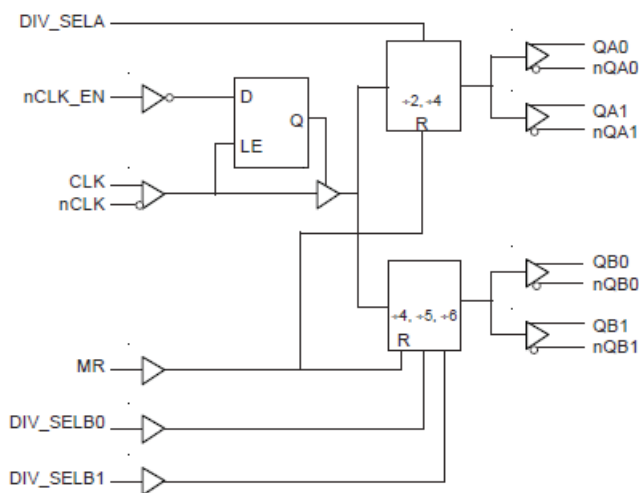 DIV_SELA
QA0
nQA0
nCLK_EN
D
÷2, ÷4
Q
R
QA1
nQA1
LE
CLK
nCLK
QB0
nQB0
÷4, ÷5, ÷6
R
QB1
nQB1
MR
DIV_SELB0
DIV_SELB1